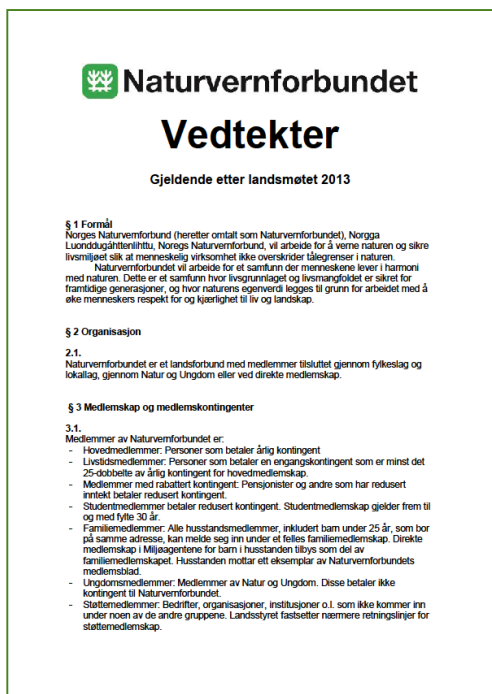 Naturvernforbundet
Vedtekter
Gjeldende etter landsmøtet 2013
§ 1 Formål
Norges Naturvernforbund (heretter omtalt som Naturvernforbundet), Norgga
Luonddugáhttenlihttu, Noregs Naturvernforbund, vil arbeide for å verne naturen og sikre
livsmiljøet slik at menneskelig virksomhet ikke overskrider tålegrenser i naturen.
Naturvernforbundet vil arbeide for et samfunn der menneskene lever i harmoni
med naturen. Dette er et samfunn hvor livsgrunnlaget og livsmangfoldet er sikret for
framtidige generasjoner, og hvor naturens egenverdi legges til grunn for arbeidet med å
øke menneskers respekt for og kjærlighet til liv og landskap.
§ 2 Organisasjon
2.1.
Naturvernforbundet er et landsforbund med medlemmer tilsluttet gjennom fylkeslag og
lokallag, gjennom Natur og Ungdom eller ved direkte medlemskap.
§ 3 Medlemskap og medlemskontingenter
3.1.
Medlemmer av Naturvernforbundet er:
- Hovedmedlemmer: Personer som betaler årlig kontingent
- Livstidsmedlemmer: Personer som betaler en engangskontingent som er minst det
25-dobbelte av årlig kontingent for hovedmedlemskap.
- Medlemmer med rabattert kontingent: Pensjonister og andre som har redusert
inntekt betaler redusert kontingent.
- Studentmedlemmer betaler redusert kontingent. Studentmedlemskap gjelder frem til
og med fylte 30 år.
- Familiemedlemmer: Alle husstandsmedlemmer, inkludert barn under 25 år, som bor
på samme adresse, kan melde seg inn under et felles familiemedlemskap. Direkte
medlemskap i Miljøagentene for barn i husstanden tilbys som del av
familiemedlemskapet. Husstanden mottar ett eksemplar av Naturvernforbundets
medlemsblad.
- Ungdomsmedlemmer: Medlemmer av Natur og Ungdom. Disse betaler ikke
kontingent til Naturvernforbundet.
- Støttemedlemmer: Bedrifter, organisasjoner, institusjoner o.l. som ikke kommer inn
under noen av de andre gruppene. Landsstyret fastsetter nærmere retningslinjer for
støttemedlemskap.